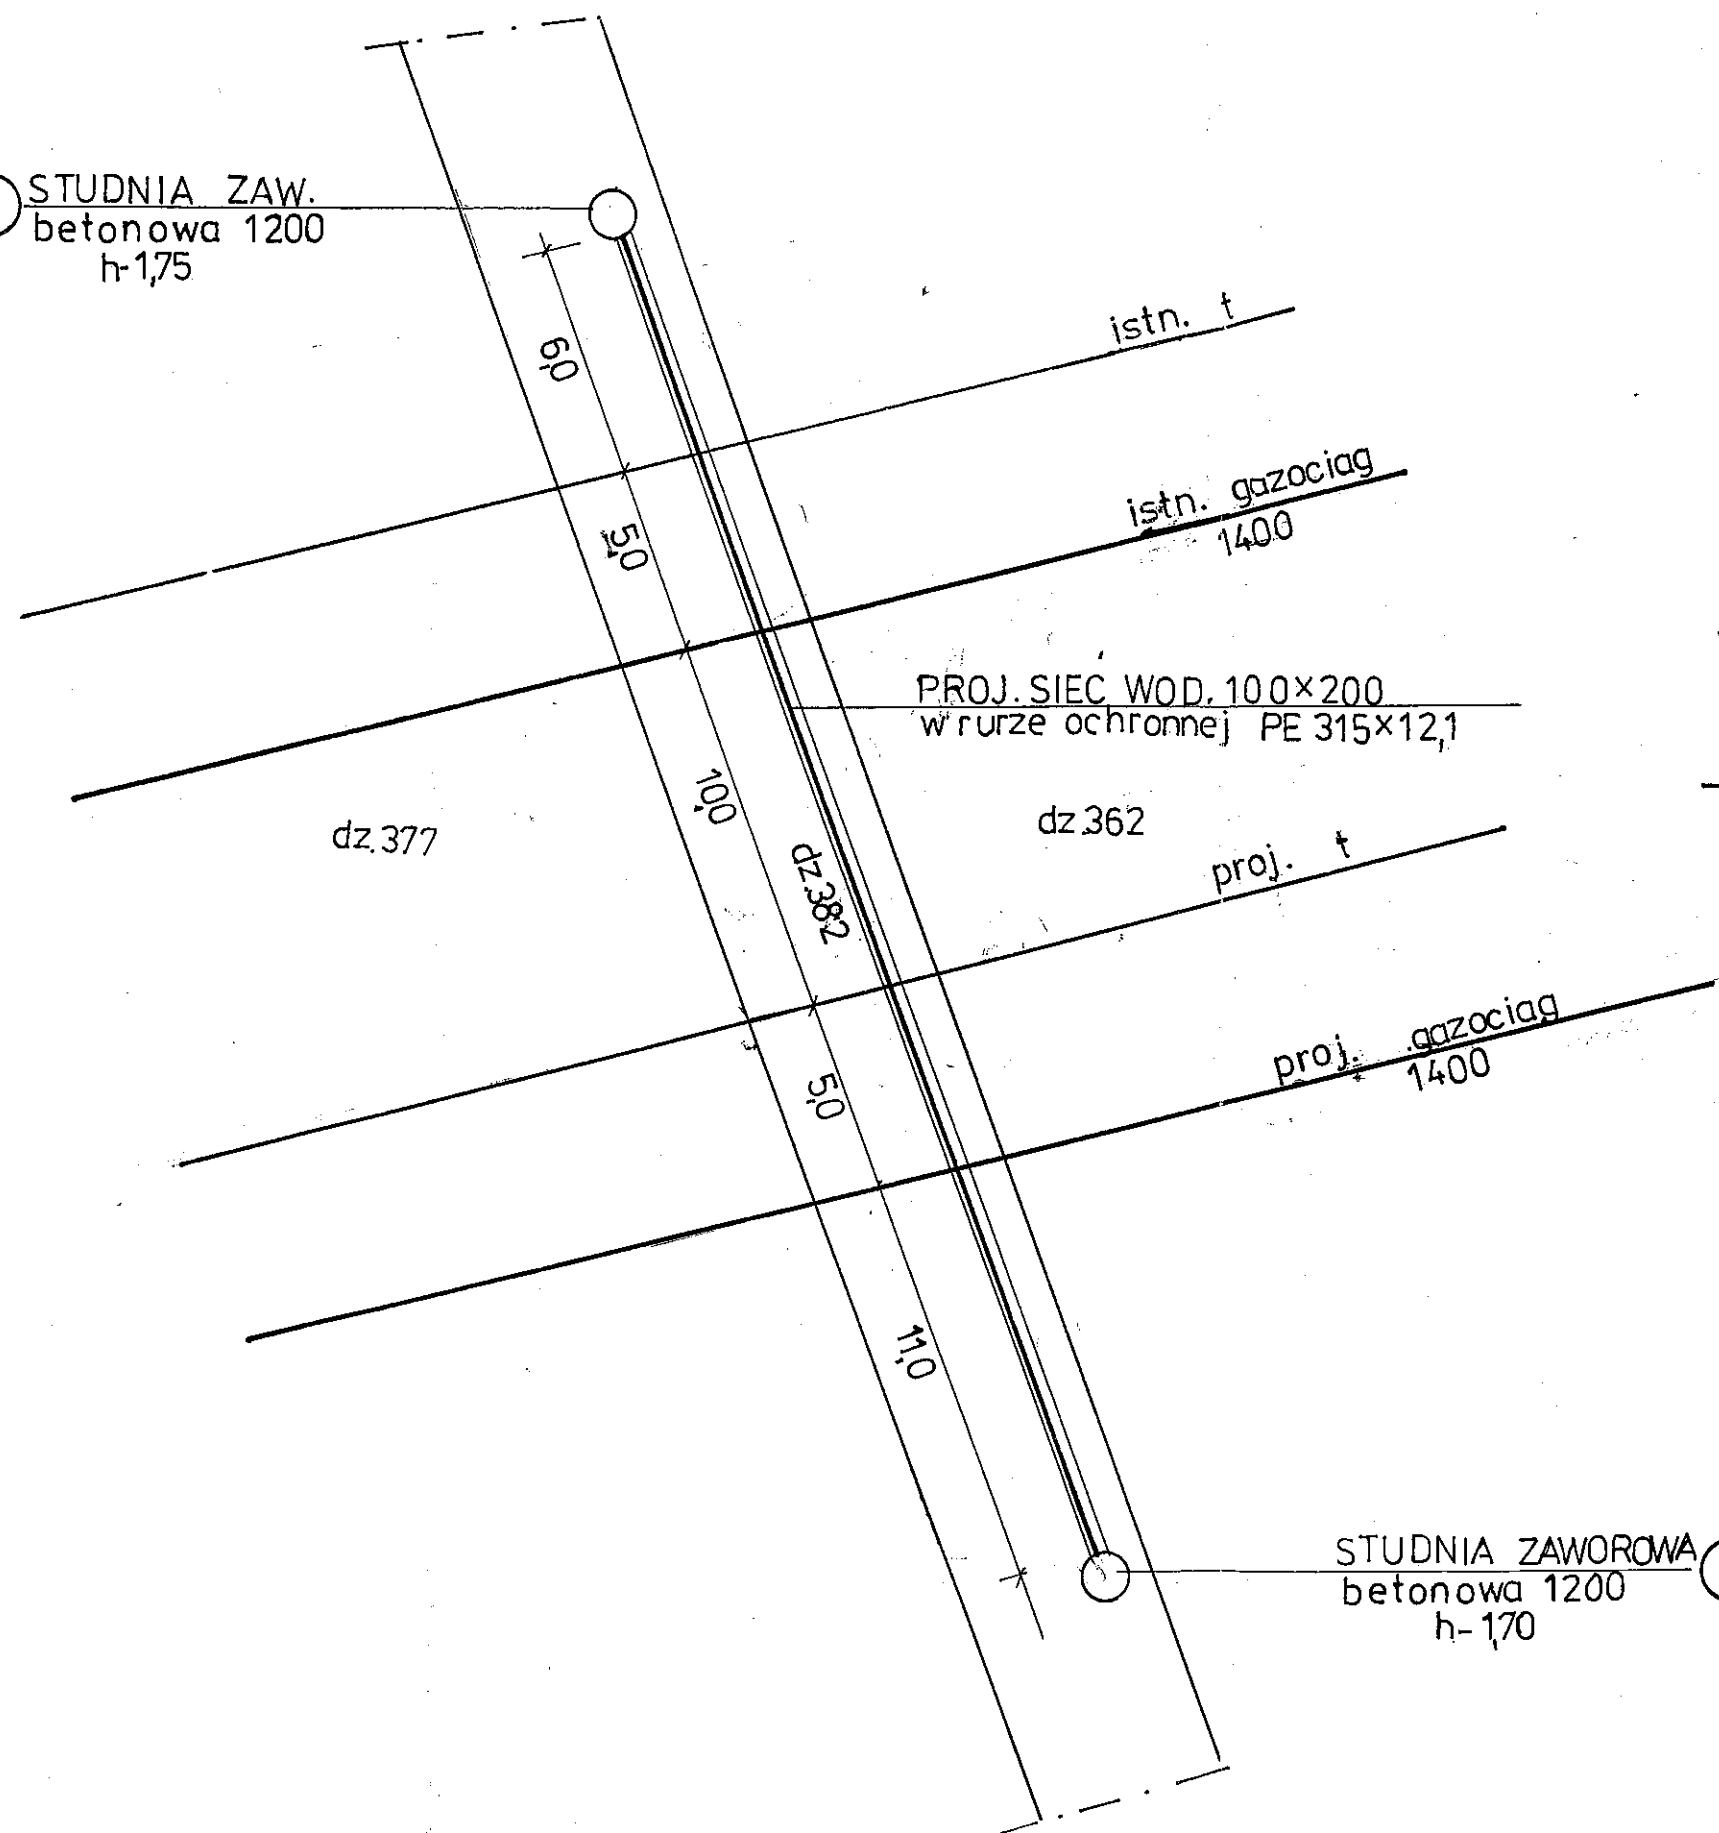 STUDNIA ZAW.
betonowa 1200
h-1,75
6,0
istn. t
istn. gazociag
1400
5,0
PROJ. SIEC WOD. 100×200
w rurze ochronnej PE 315×12,1
10,0
dz.377
dz.382
dz.362
proj. t
proj. gazociag
1400
5,0
11,0
STUDNIA ZAWOROWA
betonowa 1200
h-1,70